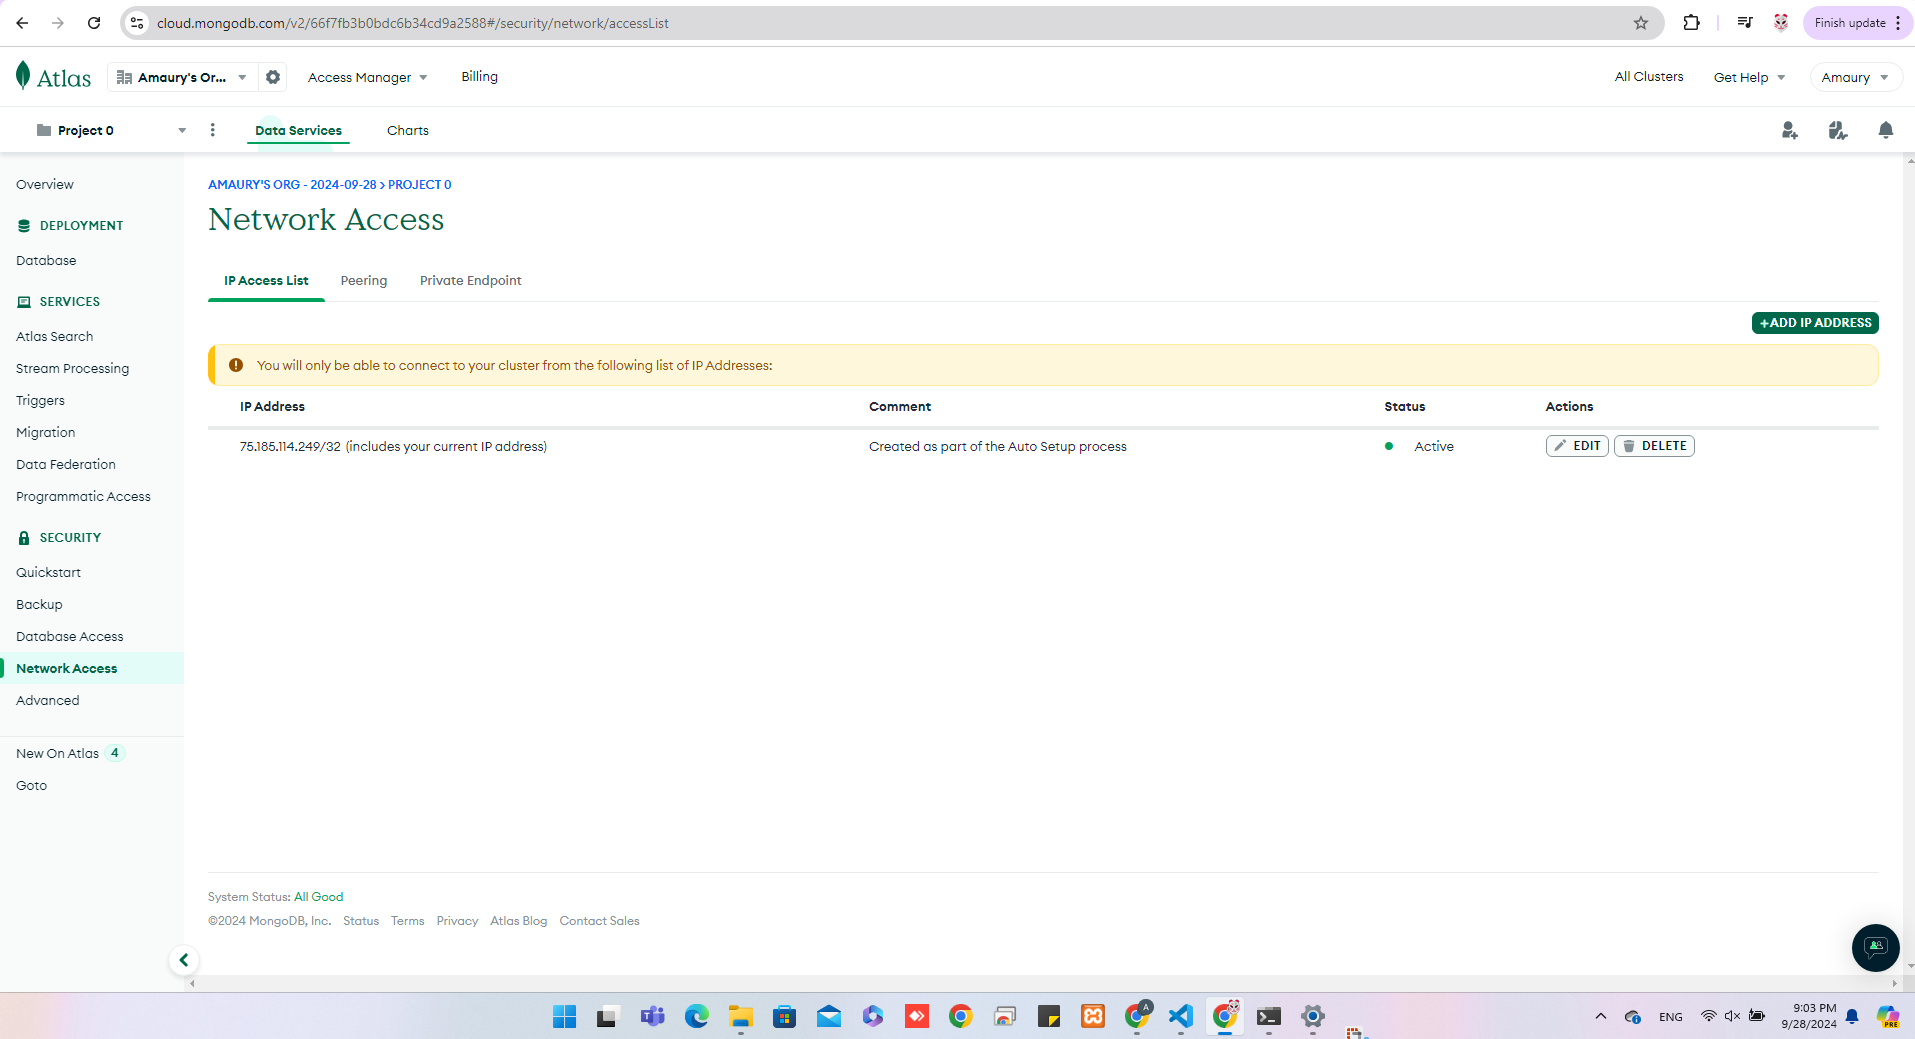 cloud.mongodb.com/v2/66f7fb3b0bdc6b34cd9a2588#/security/network/accessList
Finish update
Atlas
Amaury's Or...
Access Manager
Billing
All Clusters
Get Help
Amaury
Project 0
Data Services
Charts
Overview
DEPLOYMENT
Database
SERVICES
Atlas Search
Stream Processing
Triggers
Migration
Data Federation
Programmatic Access
SECURITY
Quickstart
Backup
Database Access
Network Access
Advanced
New On Atlas 4
Goto
AMAURY'S ORG - 2024-09-28 > PROJECT 0
Network Access
IP Access List
Peering
Private Endpoint
+ADD IP ADDRESS
You will only be able to connect to your cluster from the following list of IP Addresses:
IP Address Comment Status Actions
75.185.114.249/32 (includes your current IP address) Created as part of the Auto Setup process Active EDIT DELETE
System Status: All Good
©2024 MongoDB, Inc. Status Terms Privacy Atlas Blog Contact Sales
A
ENG
9:03 PM
9/28/2024
PRE